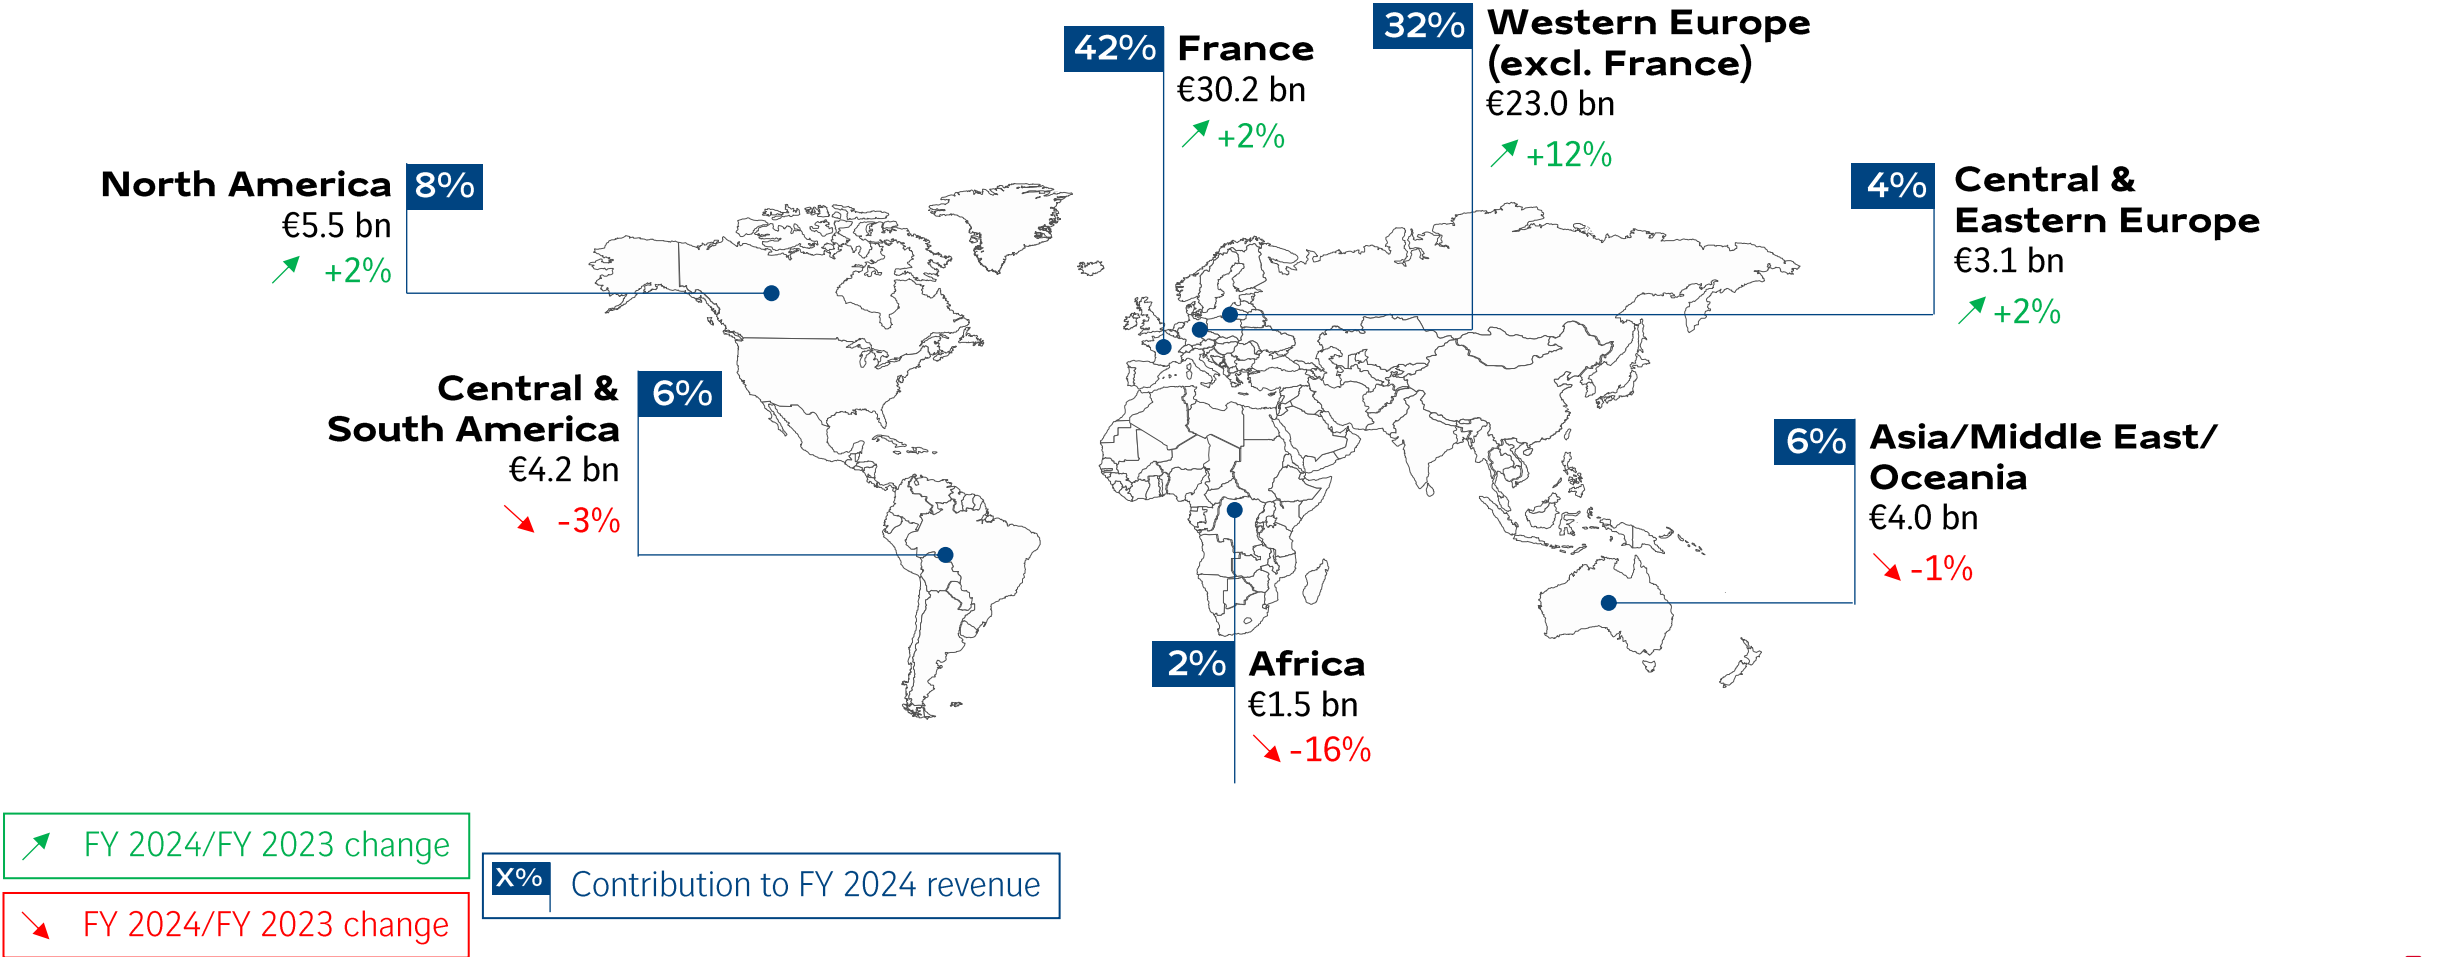 42%
France
€30.2 bn
+2%
32%
Western Europe
(excl. France)
€23.0 bn
+12%
North America
8%
€5.5 bn
+2%
4%
Central &
Eastern Europe
€3.1 bn
+2%
Central &
South America
6%
€4.2 bn
-3%
6%
Asia/Middle East/
Oceania
€4.0 bn
-1%
2%
Africa
€1.5 bn
-16%
FY 2024/FY 2023 change
FY 2024/FY 2023 change
X%
Contribution to FY 2024 revenue